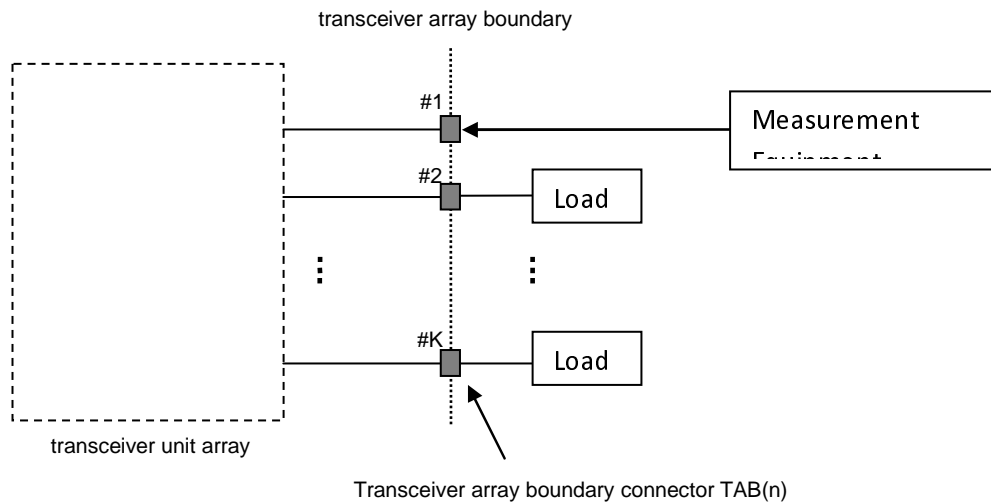 transceiver array boundary
#1
Measurement
#2
Load
#K
Load
transceiver unit array
Transceiver array boundary connector TAB(n)